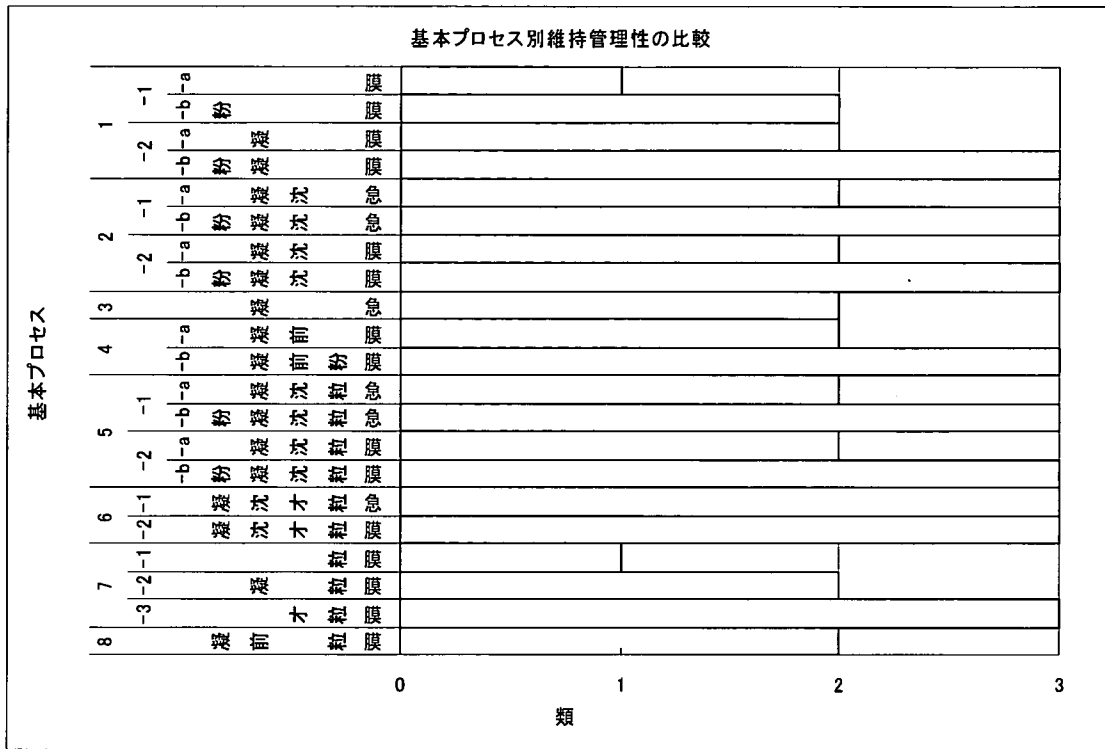 基本プロセス別維持管理性の比較
基本プロセス
1 -1 -a 膜
-b 粉 膜
-2 -a 凝 膜
-b 粉 凝 膜
2 -1 -a 凝 沈 急
-b 粉 凝 沈 急
-2 -a 凝 沈 膜
-b 粉 凝 沈 膜
3 凝 急
4 -a 凝 前 膜
-b 凝 前 粉 膜
5 -1 -a 凝 沈 粒 急
-b 粉 凝 沈 粒 急
-2 -a 凝 沈 粒 膜
-b 粉 凝 沈 粒 膜
6 -1 凝 沈 オ 粒 急
-2 凝 沈 オ 粒 膜
7 -1 粒 膜
-2 凝 粒 膜
-3 オ 粒 膜
8 凝 前 粒 膜
0 1 2 3
類